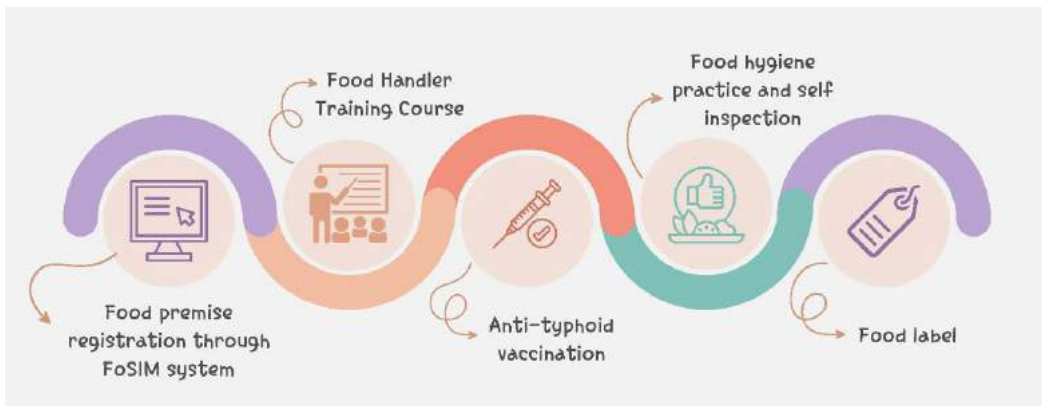 Food premise
registration through
FoSIM system
Food Handler
Training Course
Anti-typhoid
vaccination
Food hygiene
practice and self
inspection
Food label